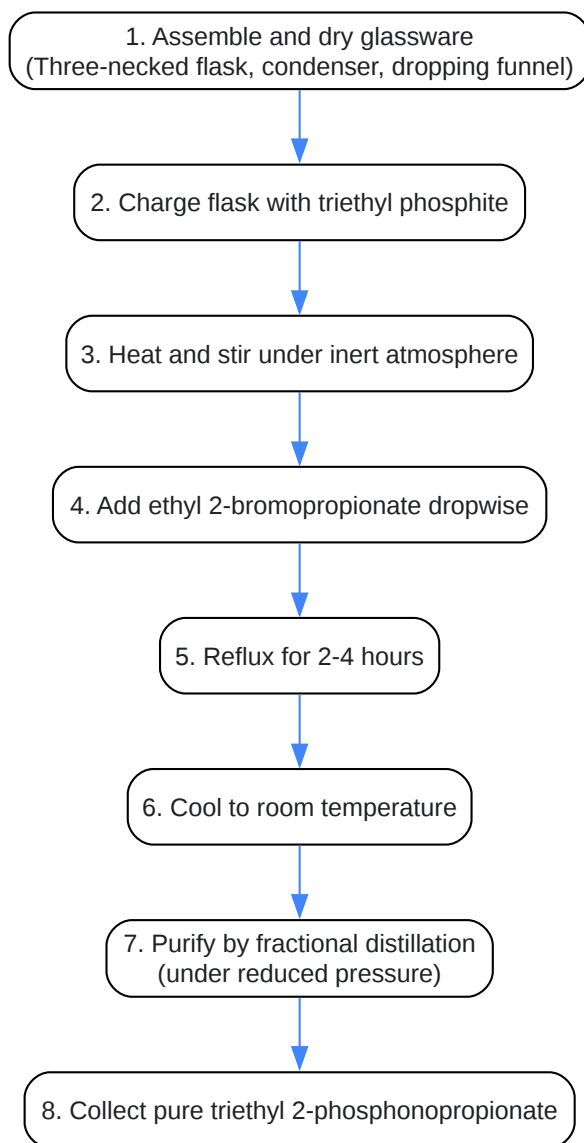 1. Assemble and dry glassware
(Three-necked flask, condenser, dropping funnel)
2. Charge flask with triethyl phosphite
3. Heat and stir under inert atmosphere
4. Add ethyl 2-bromopropionate dropwise
5. Reflux for 2-4 hours
6. Cool to room temperature
7. Purify by fractional distillation
(under reduced pressure)
8. Collect pure triethyl 2-phosphonopropionate